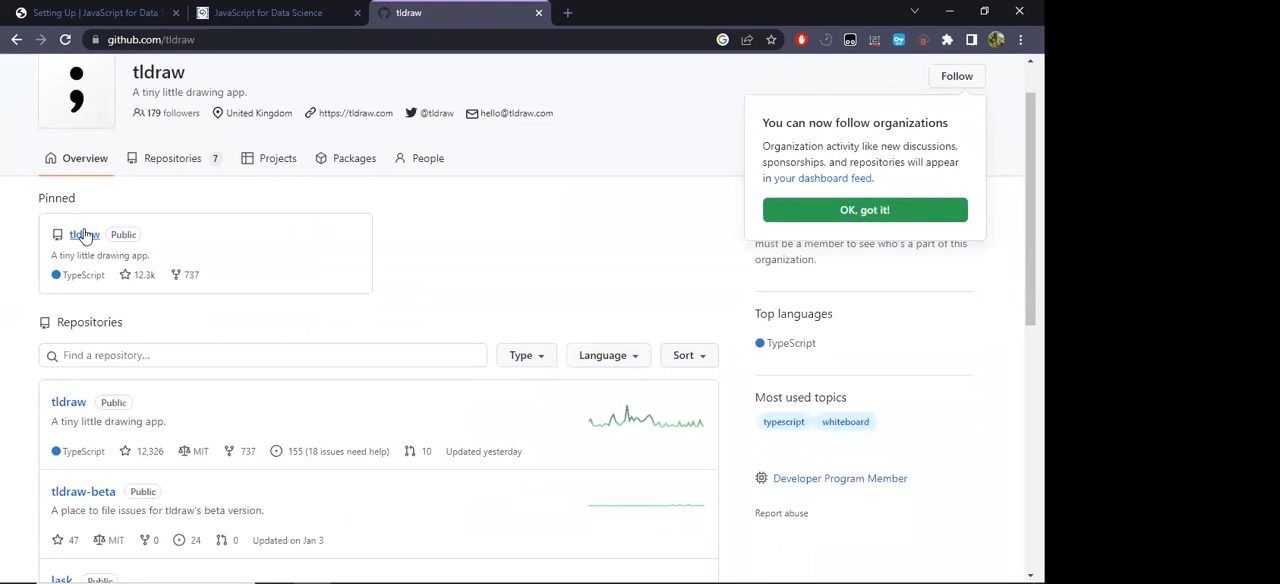 Setting Up | JavaScript for Data S
JavaScript for Data Science
tldraw
github.com/tldraw
tldraw
A tiny little drawing app.
179 followers United Kingdom https://tldraw.com @tldraw hello@tldraw.com
Follow
You can now follow organizations
Organization activity like new discussions,
sponsorships, and repositories will appear
in your dashboard feed.
OK, got it!
Overview Repositories 7 Projects Packages People
must be a member to see who's a part of this
organization.
Pinned
tldraw Public
A tiny little drawing app.
TypeScript 12.3k 737
Repositories
Find a repository... Type Language Sort
tldraw Public
A tiny little drawing app.
TypeScript 12,326 MIT 737 155 (18 issues need help) 10 Updated yesterday
tldraw-beta Public
A place to file issues for tldraw's beta version.
47 MIT 0 24 0 Updated on Jan 3
lask Public
Top languages
TypeScript
Most used topics
typescript whiteboard
Developer Program Member
Report abuse